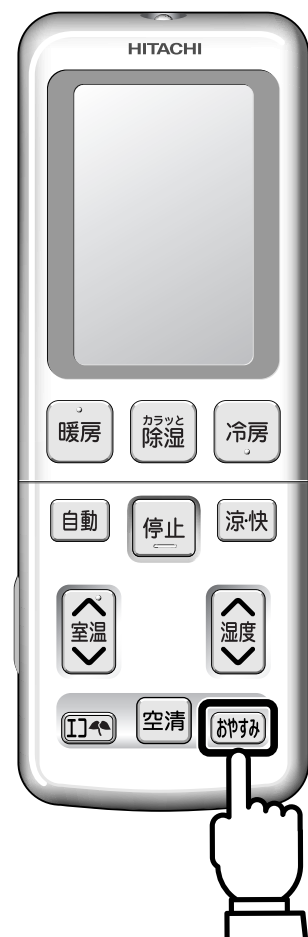 HITACHI
暖房 カラッと除湿 冷房
自動 停止 涼・快
室温 湿度
エコ 空清 おやすみ